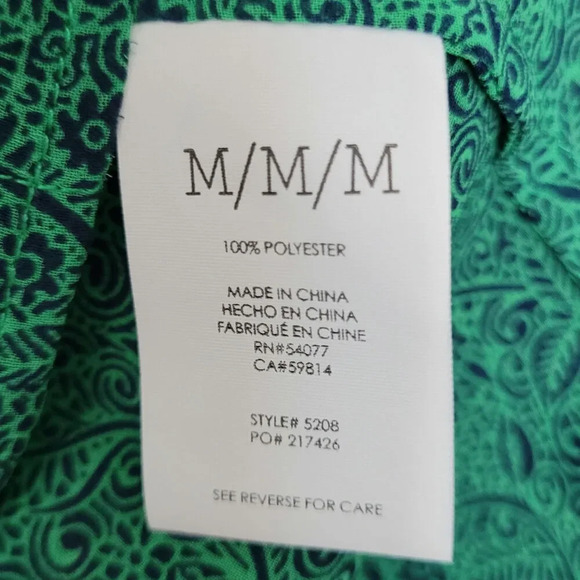 M/M/M
100% POLYESTER
MADE IN CHINA
HECHO EN CHINA
FABRIQUÉ EN CHINE
RN#54077
CA#59814
STYLE# 5208
PO# 217426
SEE REVERSE FOR CARE